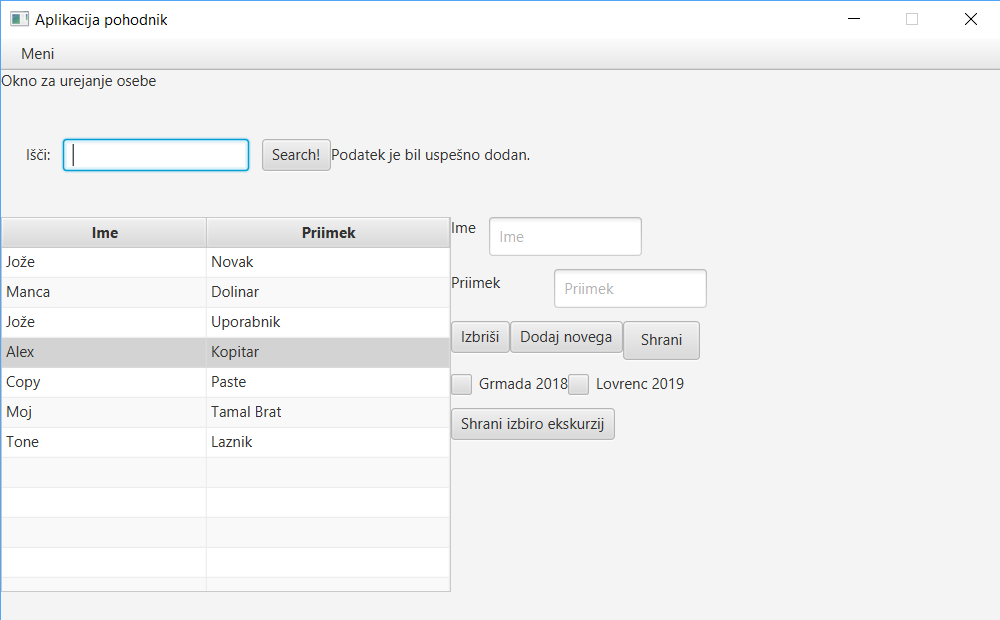 Aplikacija pohodnik
Meni
Okno za urejanje osebe
Išči: Search! Podatek je bil uspešno dodan.
Ime Priimek
Jože Novak
Manca Dolinar
Jože Uporabnik
Alex Kopitar
Copy Paste
Moj Tamal Brat
Tone Laznik
Ime Ime
Priimek Priimek
Izbriši Dodaj novega Shrani
Grmada 2018 Lovrenc 2019
Shrani izbiro ekskurzij